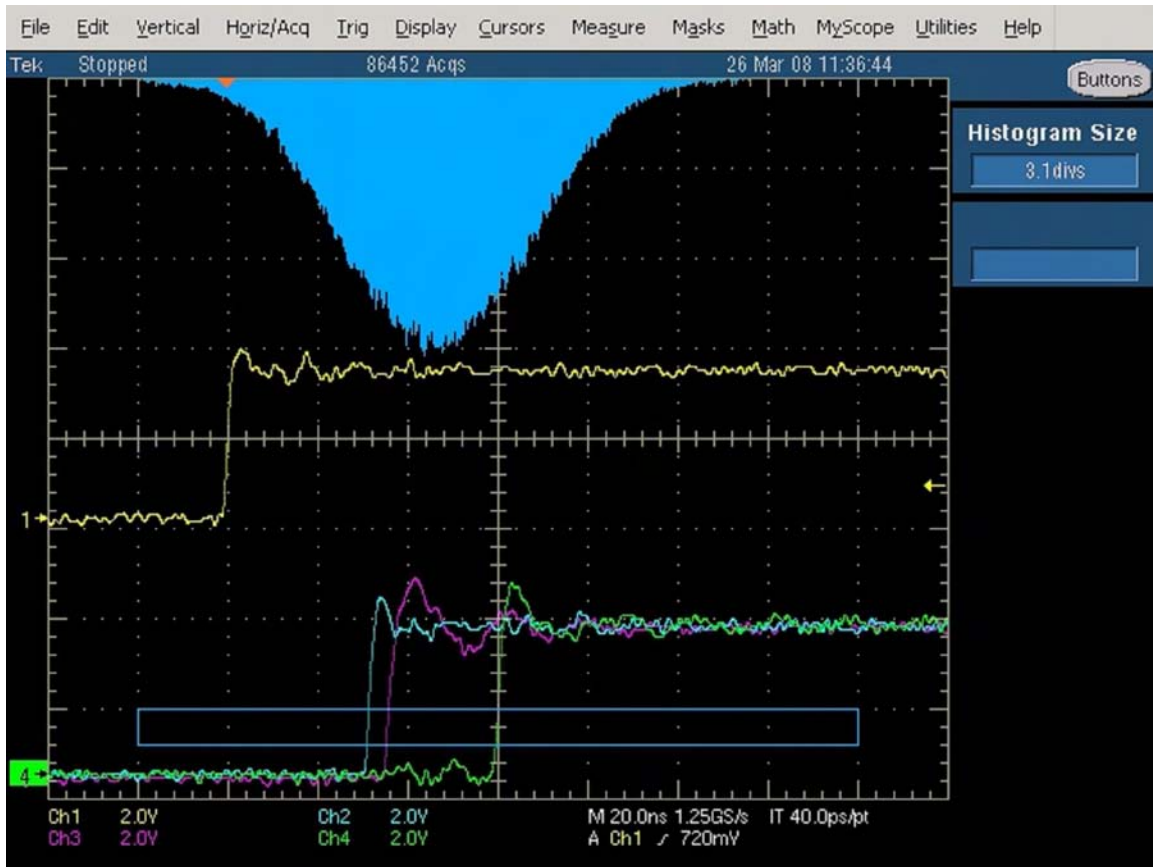 File Edit Vertical Horiz/Acq Trig Display Cursors Measure Masks Math MyScope Utilities Help
Tek Stopped 86452 Acqs 26 Mar 08 11:36:44
Buttons
Histogram Size
3.1divs
1
4
Ch1 2.0V Ch2 2.0V M 20.0ns 1.25GS/s IT 40.0ps/pt
Ch3 2.0V Ch4 2.0V A Ch1 ∕ 720mV